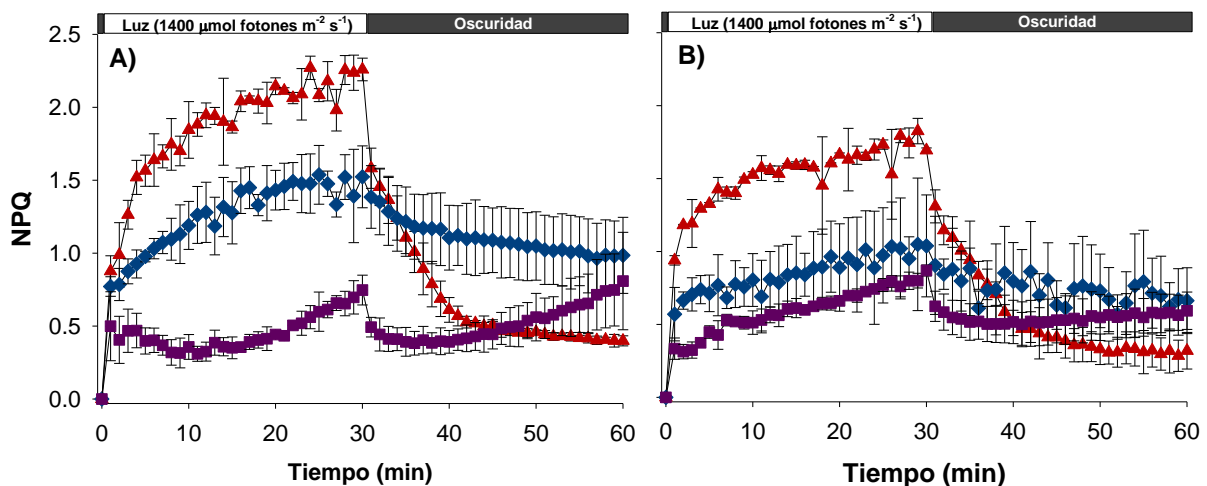 Luz (1400 μmol fotones m-2 s-1) Oscuridad
Luz (1400 μmol fotones m-2 s-1) Oscuridad
A)
B)
2.5
2.0
1.5
1.0
0.5
0.0
NPQ
0 10 20 30 40 50 60
0 10 20 30 40 50 60
Tiempo (min)
Tiempo (min)